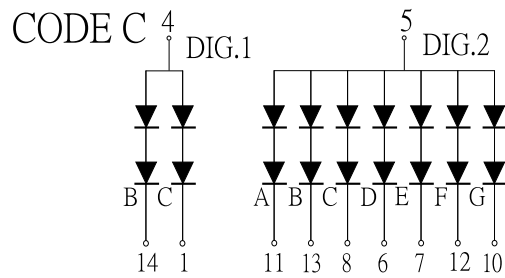 CODE C 4 DIG.1 5 DIG.2
B C A B C D E F G
14 1 11 13 8 6 7 12 10